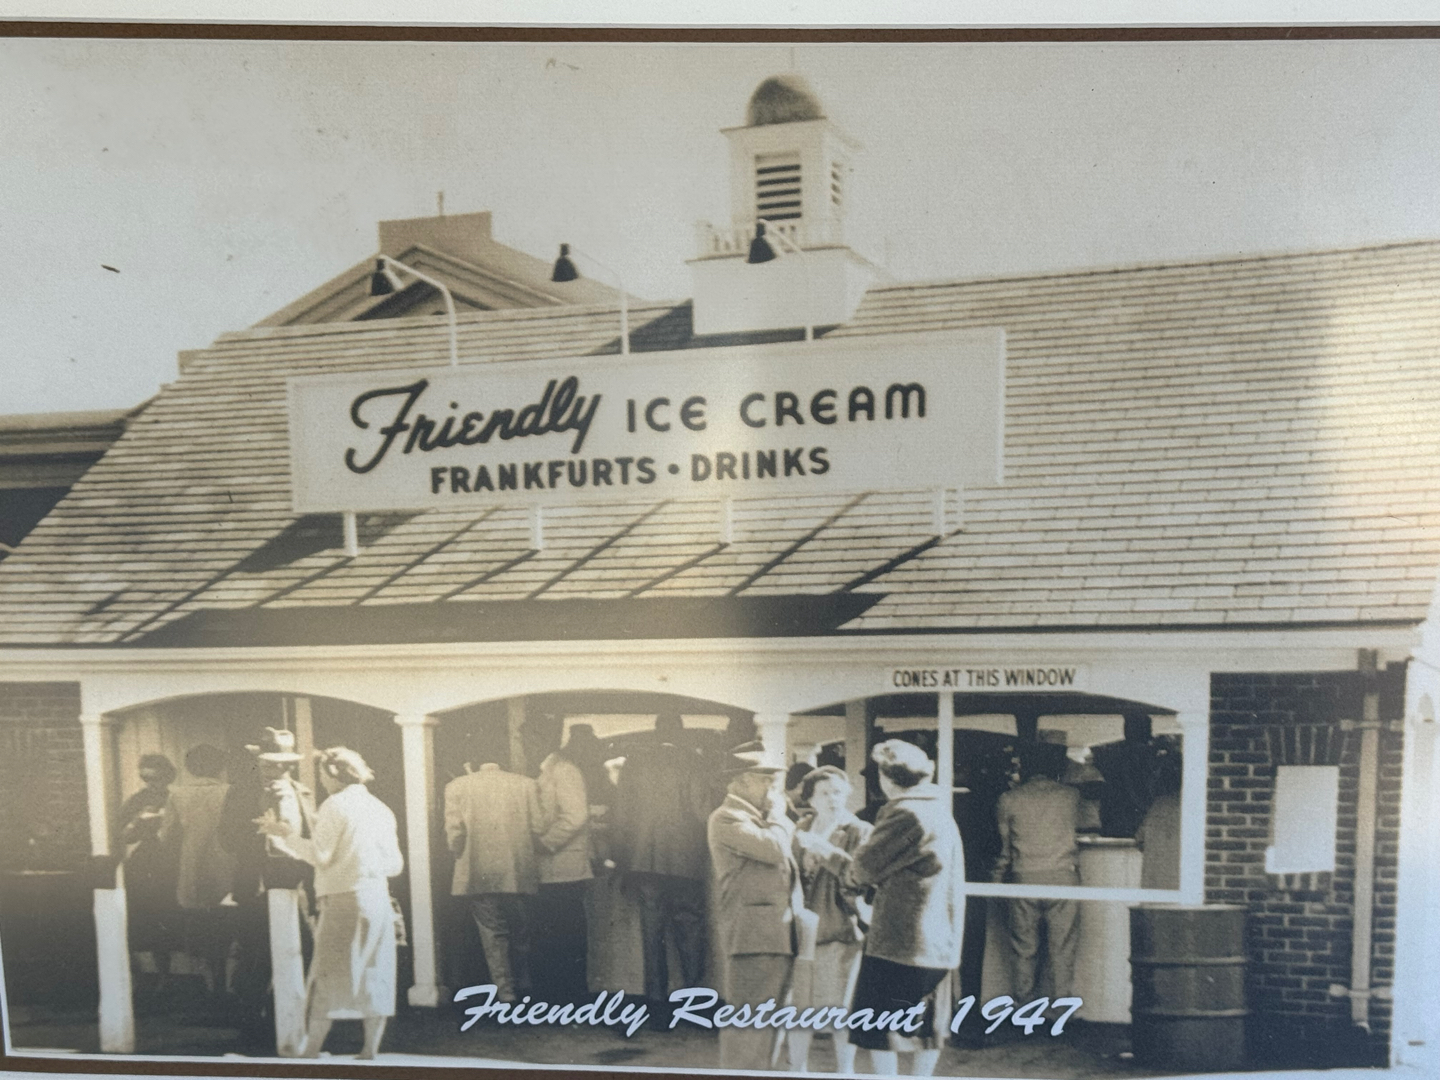 Friendly ICE CREAM
FRANKFURTS • DRINKS
CONES AT THIS WINDOW
Friendly Restaurant 1947